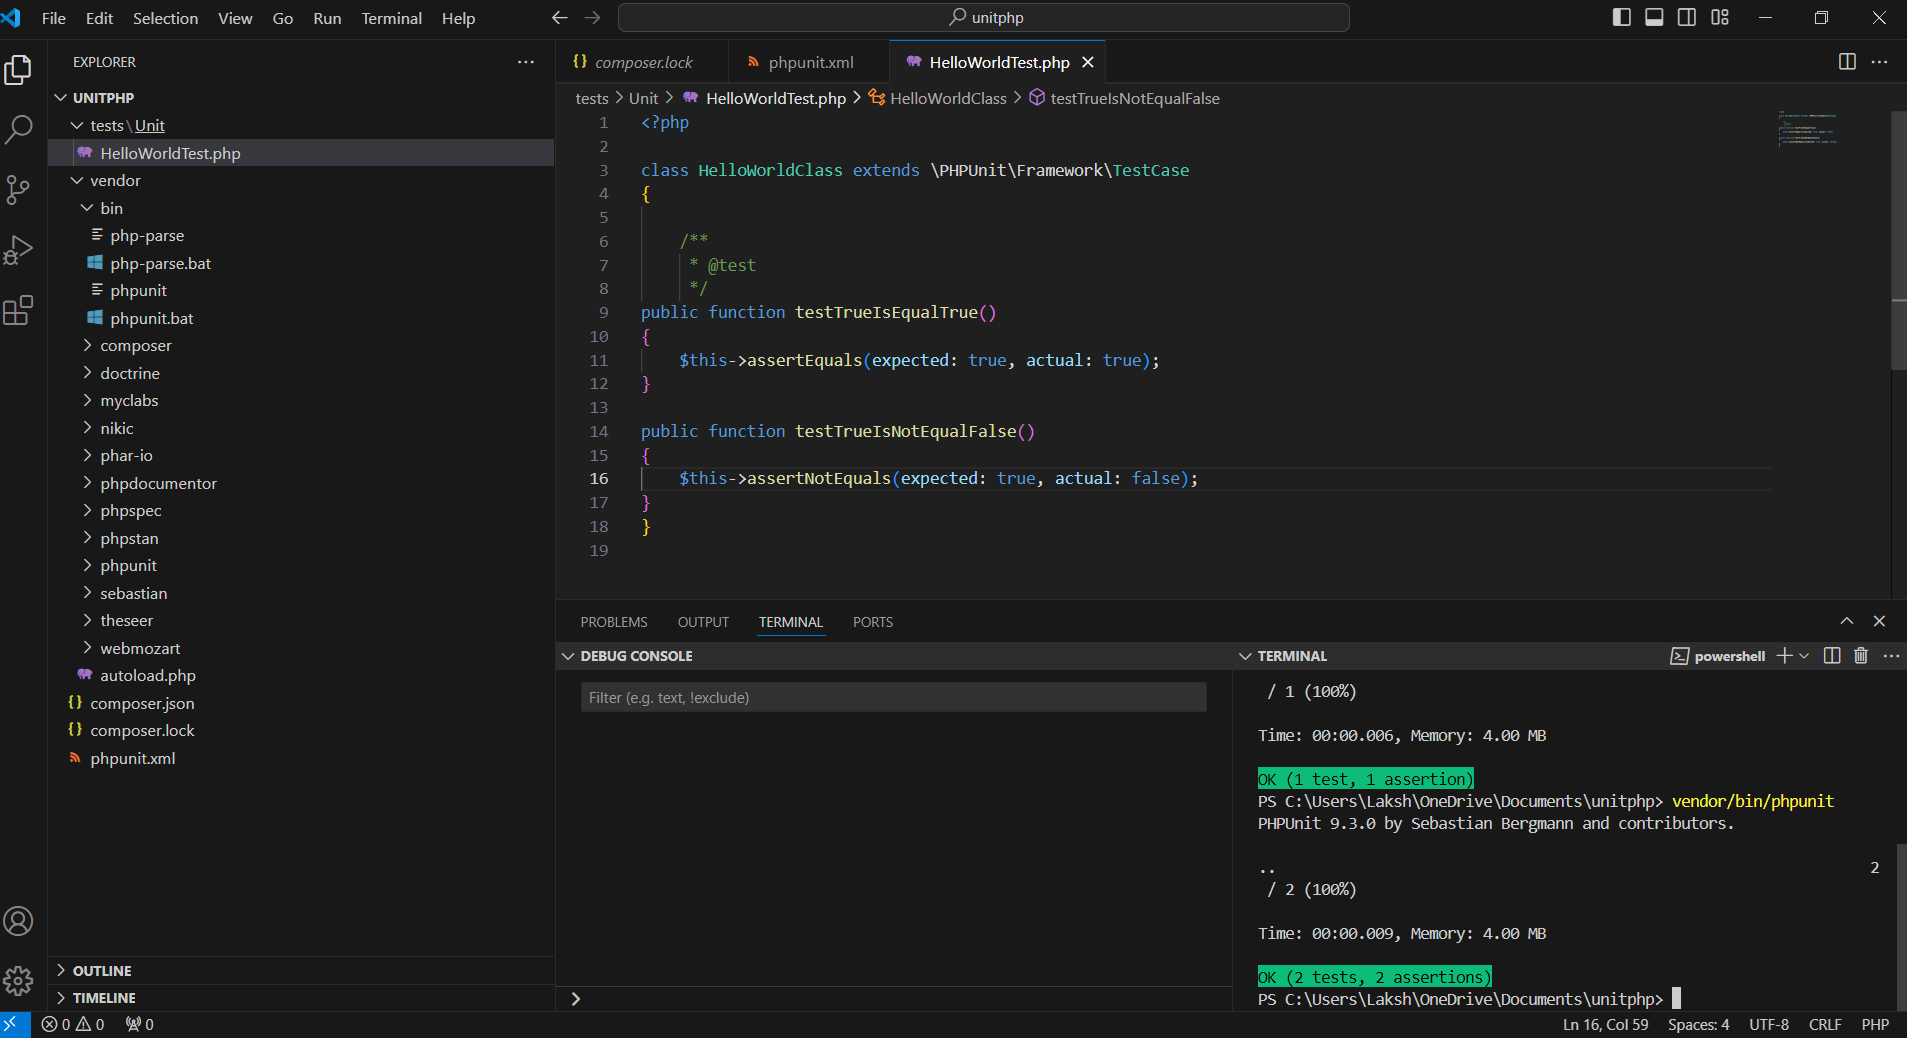 File Edit Selection View Go Run Terminal Help
unitphp
EXPLORER
UNITPHP
tests\Unit
HelloWorldTest.php
vendor
bin
php-parse
php-parse.bat
phpunit
phpunit.bat
composer
doctrine
myclabs
nikic
phar-io
phpdocumentor
phpspec
phpstan
phpunit
sebastian
theseer
webmozart
autoload.php
composer.json
composer.lock
phpunit.xml
OUTLINE
TIMELINE
composer.lock phpunit.xml HelloWorldTest.php
tests > Unit > HelloWorldTest.php > HelloWorldClass > testTrueIsNotEqualFalse
1 <?php
2
3 class HelloWorldClass extends \PHPUnit\Framework\TestCase
4 {
5
6 /**
7 * @test
8 */
9 public function testTrueIsEqualTrue()
10 {
11 $this->assertEquals(expected: true, actual: true);
12 }
13
14 public function testTrueIsNotEqualFalse()
15 {
16 $this->assertNotEquals(expected: true, actual: false);
17 }
18 }
19
PROBLEMS OUTPUT TERMINAL PORTS
DEBUG CONSOLE
Filter (e.g. text, !exclude)
TERMINAL
powershell
/ 1 (100%)
Time: 00:00.006, Memory: 4.00 MB
OK (1 test, 1 assertion)
PS C:\Users\Laksh\OneDrive\Documents\unitphp> vendor/bin/phpunit
PHPUnit 9.3.0 by Sebastian Bergmann and contributors.
.. 2
/ 2 (100%)
Time: 00:00.009, Memory: 4.00 MB
OK (2 tests, 2 assertions)
PS C:\Users\Laksh\OneDrive\Documents\unitphp>
0 0 0
Ln 16, Col 59 Spaces: 4 UTF-8 CRLF PHP